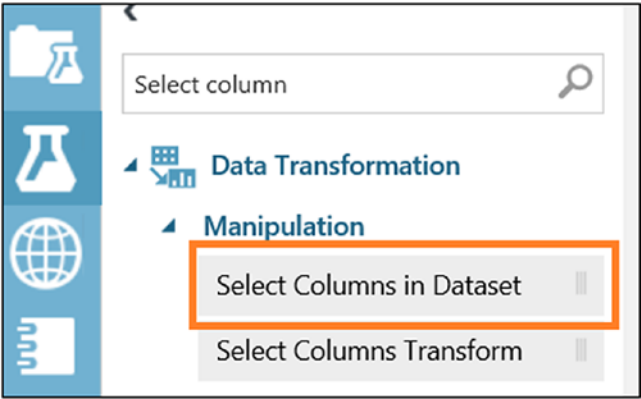 Select column
Data Transformation
Manipulation
Select Columns in Dataset
Select Columns Transform